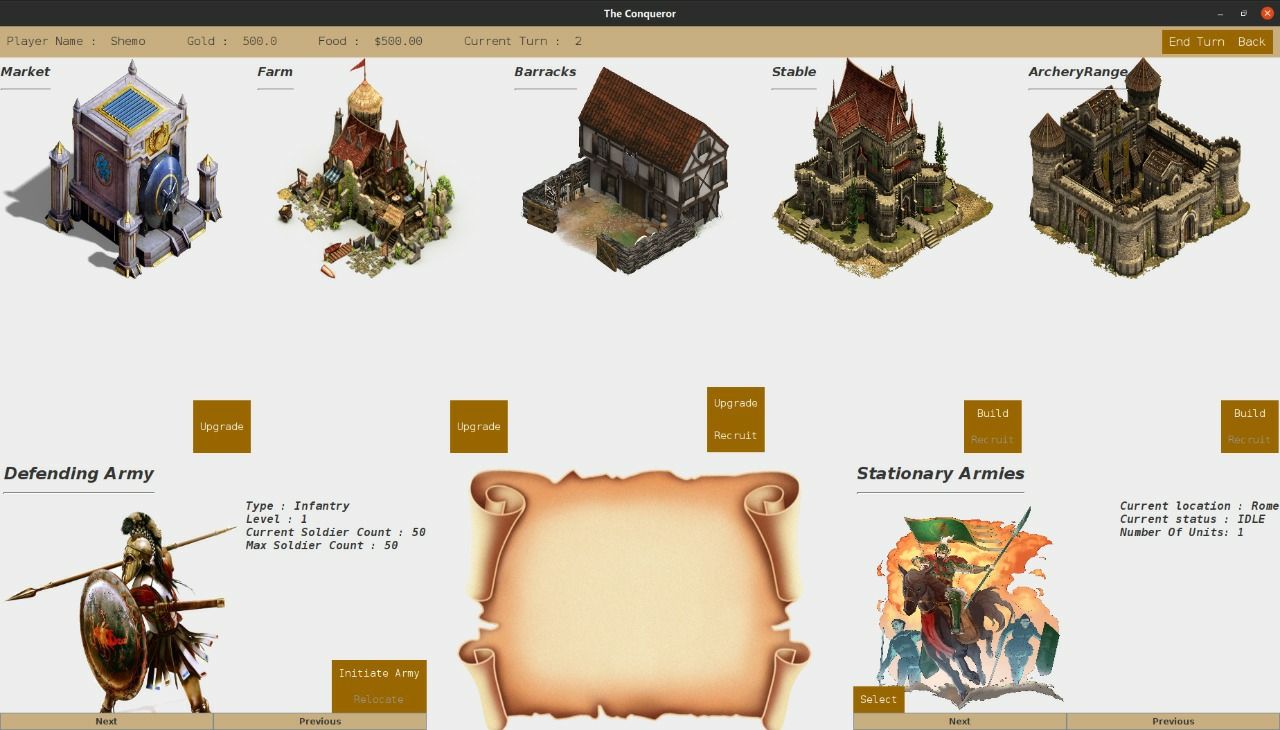 The Conqueror
Player Name : Shemo Gold : 500.0 Food : $500.00 Current Turn : 2 End Turn Back
Market Farm Barracks Stable ArcheryRange
Upgrade
Upgrade
Upgrade
Recruit
Build
Recruit
Build
Recruit
Defending Army
Type : Infantry
Level : 1
Current Soldier Count : 50
Max Soldier Count : 50
Initiate Army
Relocate
Next Previous
Stationary Armies
Current location : Rome
Current status : IDLE
Number Of Units: 1
Select
Next Previous